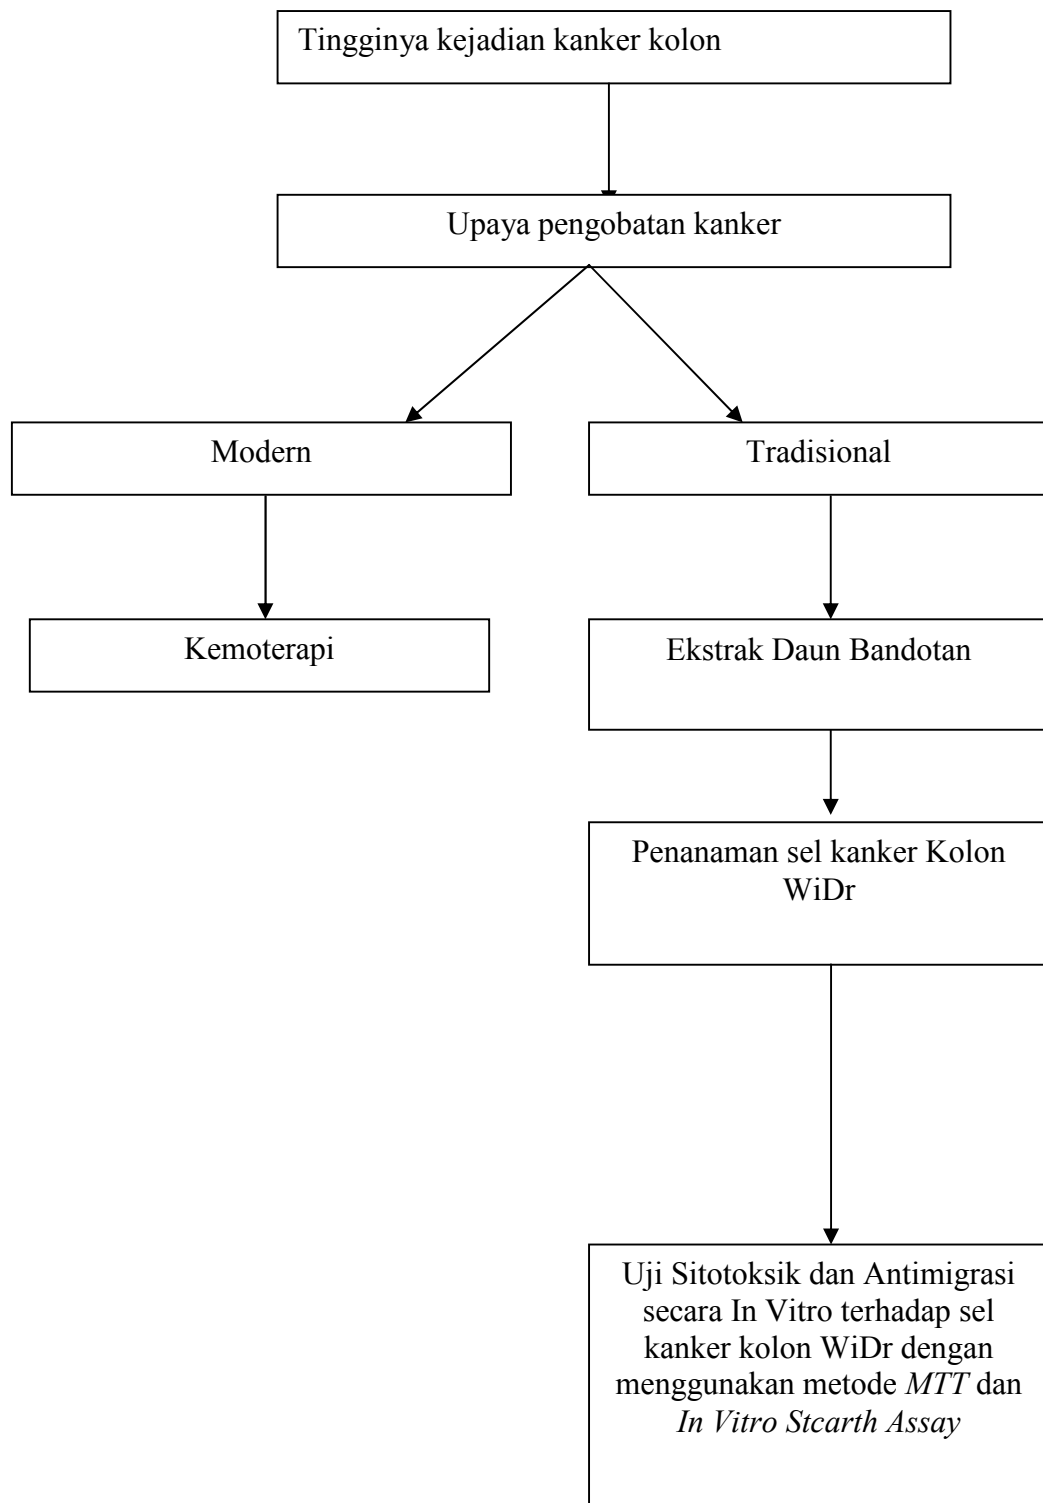 Tingginya kejadian kanker kolon
Upaya pengobatan kanker
Modern
Tradisional
Kemoterapi
Ekstrak Daun Bandotan
Penanaman sel kanker Kolon
WiDr
Uji Sitotoksik dan Antimigrasi
secara In Vitro terhadap sel
kanker kolon WiDr dengan
menggunakan metode MTT dan
In Vitro Stcarth Assay